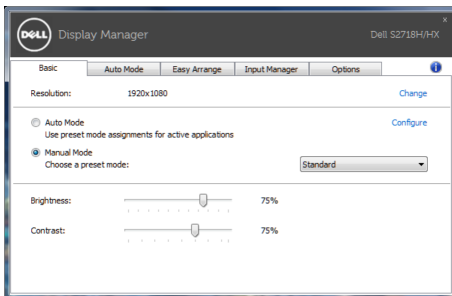 DELL Display Manager
Dell S2718H/HX
x
Basic Auto Mode Easy Arrange Input Manager Options i
Resolution: 1920x1080 Change
Auto Mode Configure
Use preset mode assignments for active applications
Manual Mode
Choose a preset mode: Standard
Brightness: 75%
Contrast: 75%